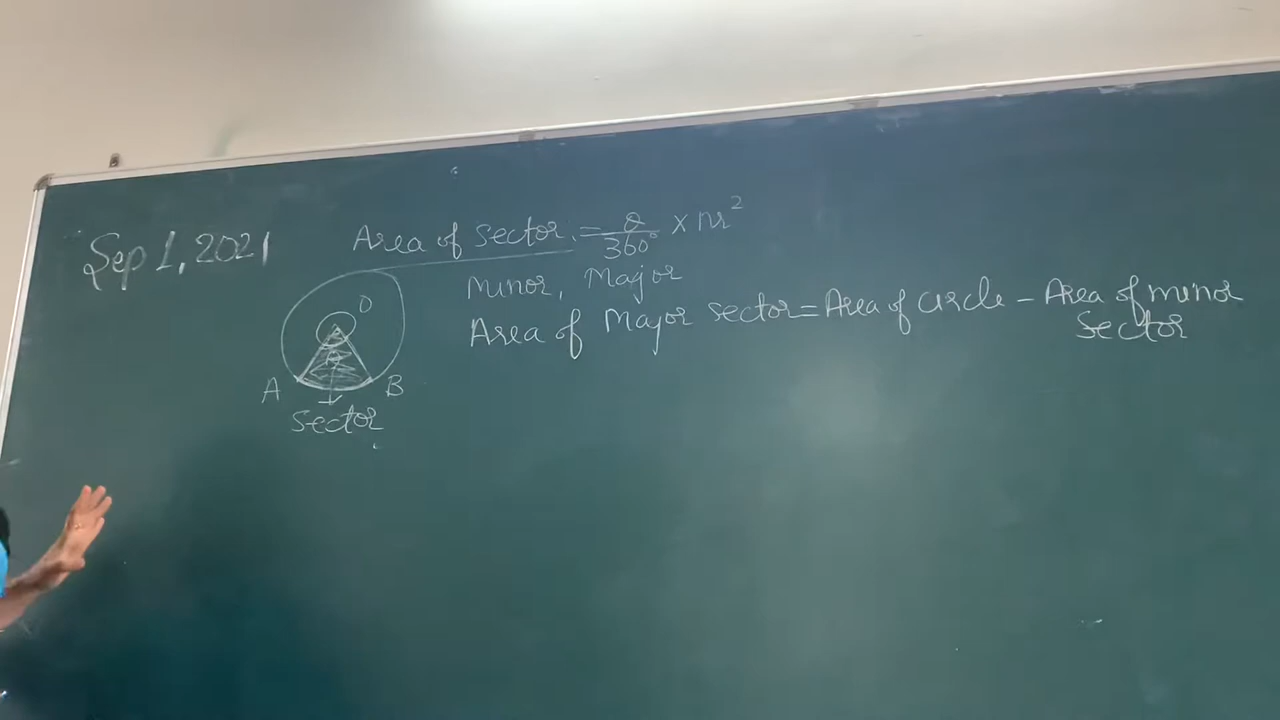 Sep 1, 2021
Area of Sector = θ/360° × πr²
Minor, Major
Area of Major sector = Area of circle - Area of minor
Sector
O
θ
A B
Sector